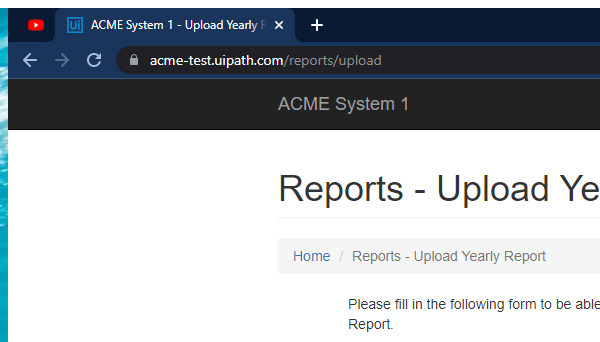 Ui ACME System 1 - Upload Yearly R
acme-test.uipath.com/reports/upload
ACME System 1
Reports - Upload Ye
Home / Reports - Upload Yearly Report
Please fill in the following form to be able
Report.